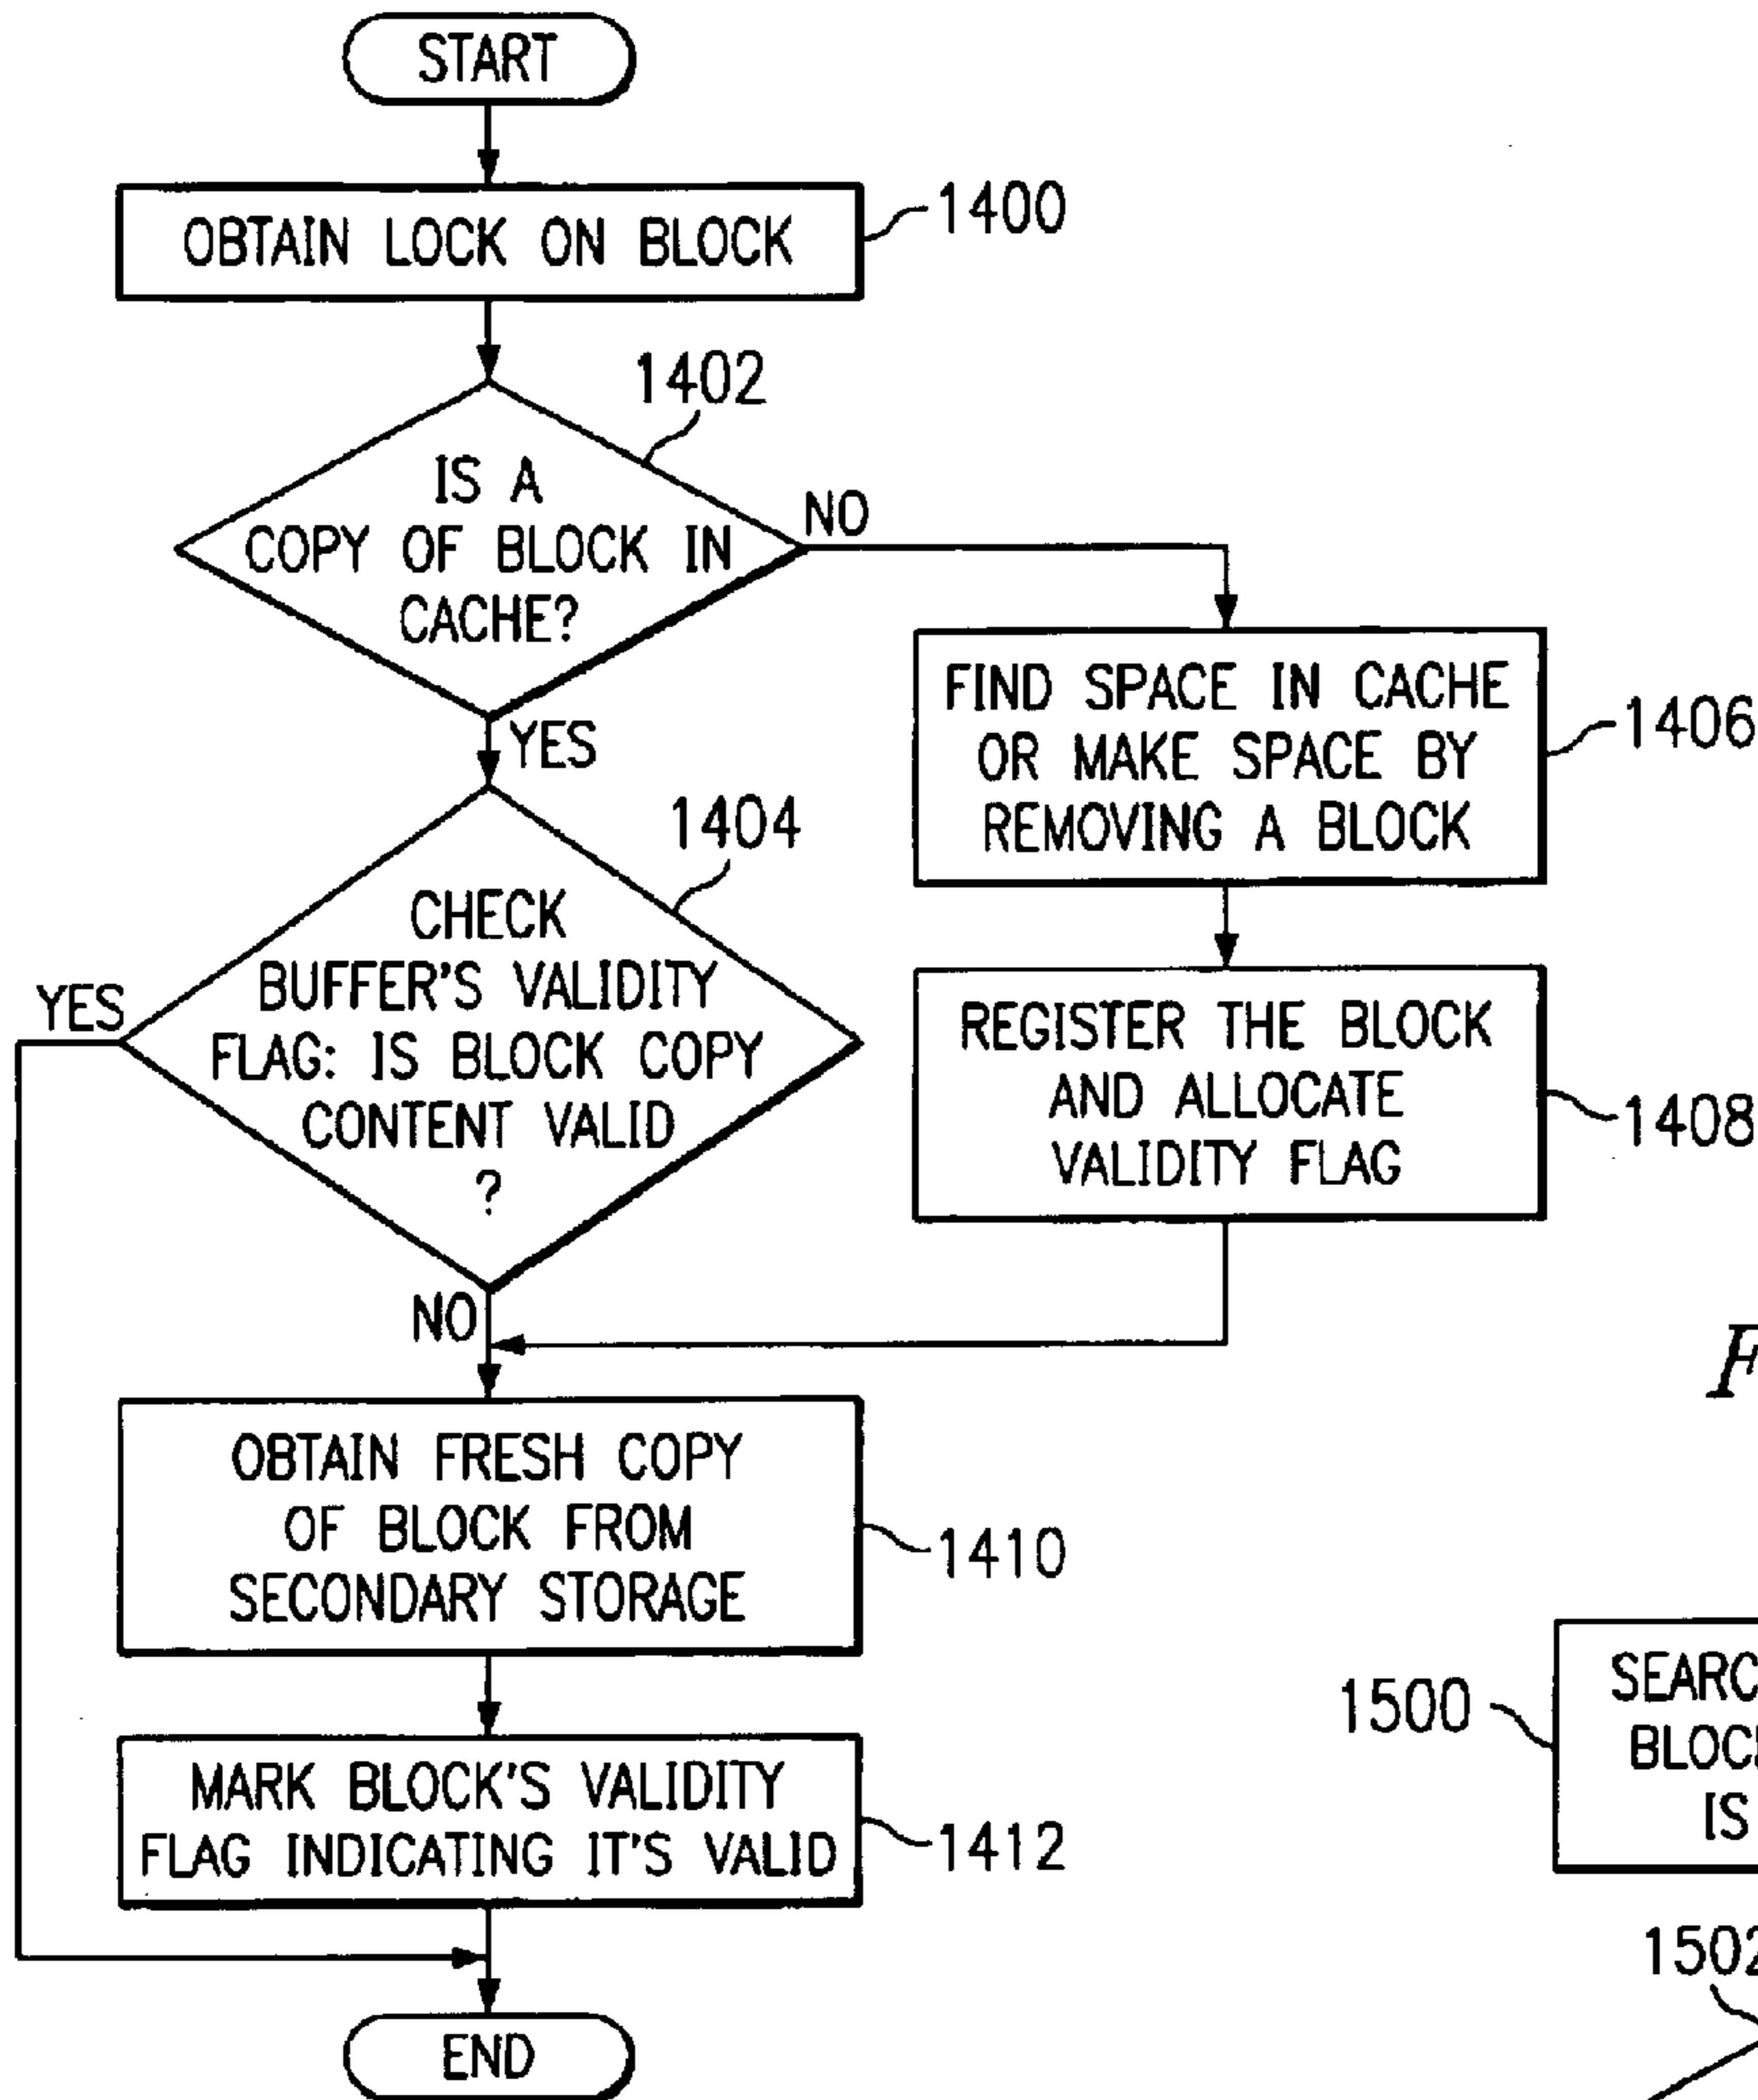 START
OBTAIN LOCK ON BLOCK
1400
1402
IS A
COPY OF BLOCK IN
CACHE?
NO
YES
FIND SPACE IN CACHE
OR MAKE SPACE BY
REMOVING A BLOCK
1406
1404
CHECK
BUFFER'S VALIDITY
FLAG: IS BLOCK COPY
CONTENT VALID
?
YES
NO
REGISTER THE BLOCK
AND ALLOCATE
VALIDITY FLAG
1408
OBTAIN FRESH COPY
OF BLOCK FROM
SECONDARY STORAGE
1410
MARK BLOCK'S VALIDITY
FLAG INDICATING IT'S VALID
1412
END
1500
IS
1502